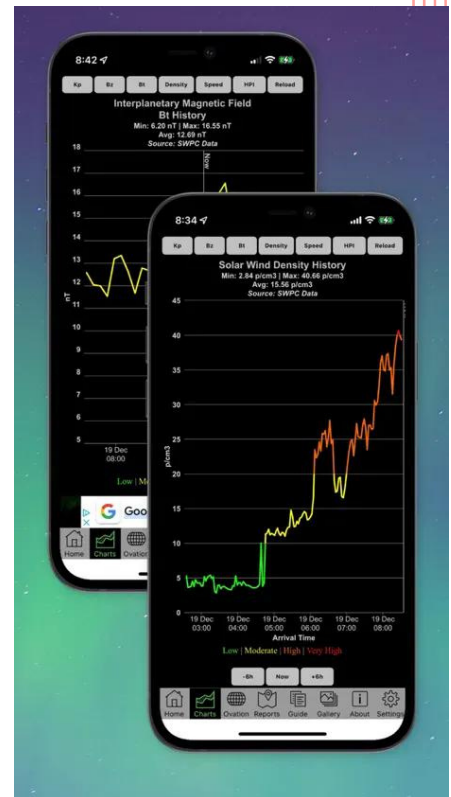 8:42
Kp Bz Bt Density Speed HPI Reload
Interplanetary Magnetic Field
Bt History
Min: 6.20 nT | Max: 16.55 nT
Avg: 12.69 nT
Source: SWPC Data
Now
18
17
16
15
14
13
12
11
10
9
8
7
6
5
nT
19 Dec
08:00
Low | Mo
Goo
Home Charts Ovation
8:34
Kp Bz Bt Density Speed HPI Reload
Solar Wind Density History
Min: 2.84 p/cm3 | Max: 40.66 p/cm3
Avg: 15.56 p/cm3
Source: SWPC Data
45
40
35
30
25
20
15
10
5
0
p/cm3
19 Dec 19 Dec 19 Dec 19 Dec 19 Dec 19 Dec
03:00 04:00 05:00 06:00 07:00 08:00
Arrival Time
Low | Moderate | High | Very High
-6h Now +6h
Home Charts Ovation Reports Guide Gallery About Settings